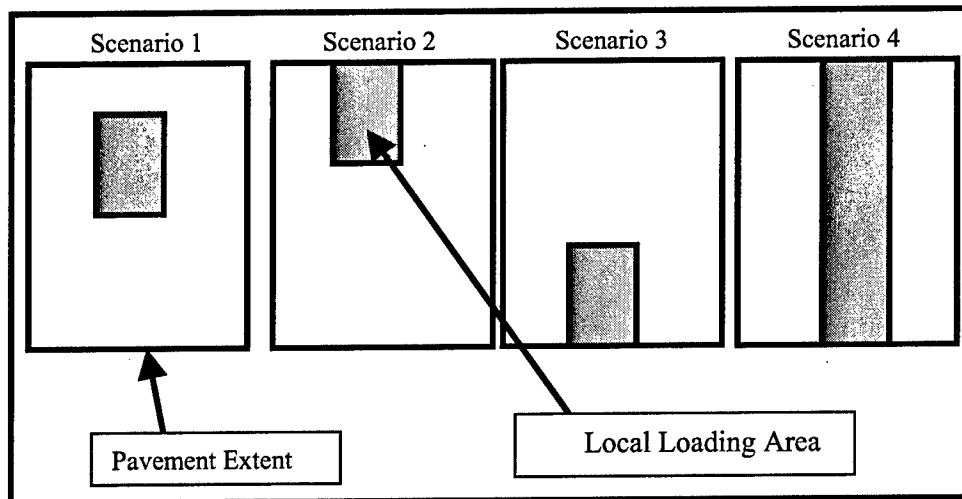 Scenario 1
Scenario 2
Scenario 3
Scenario 4
Pavement Extent
Local Loading Area